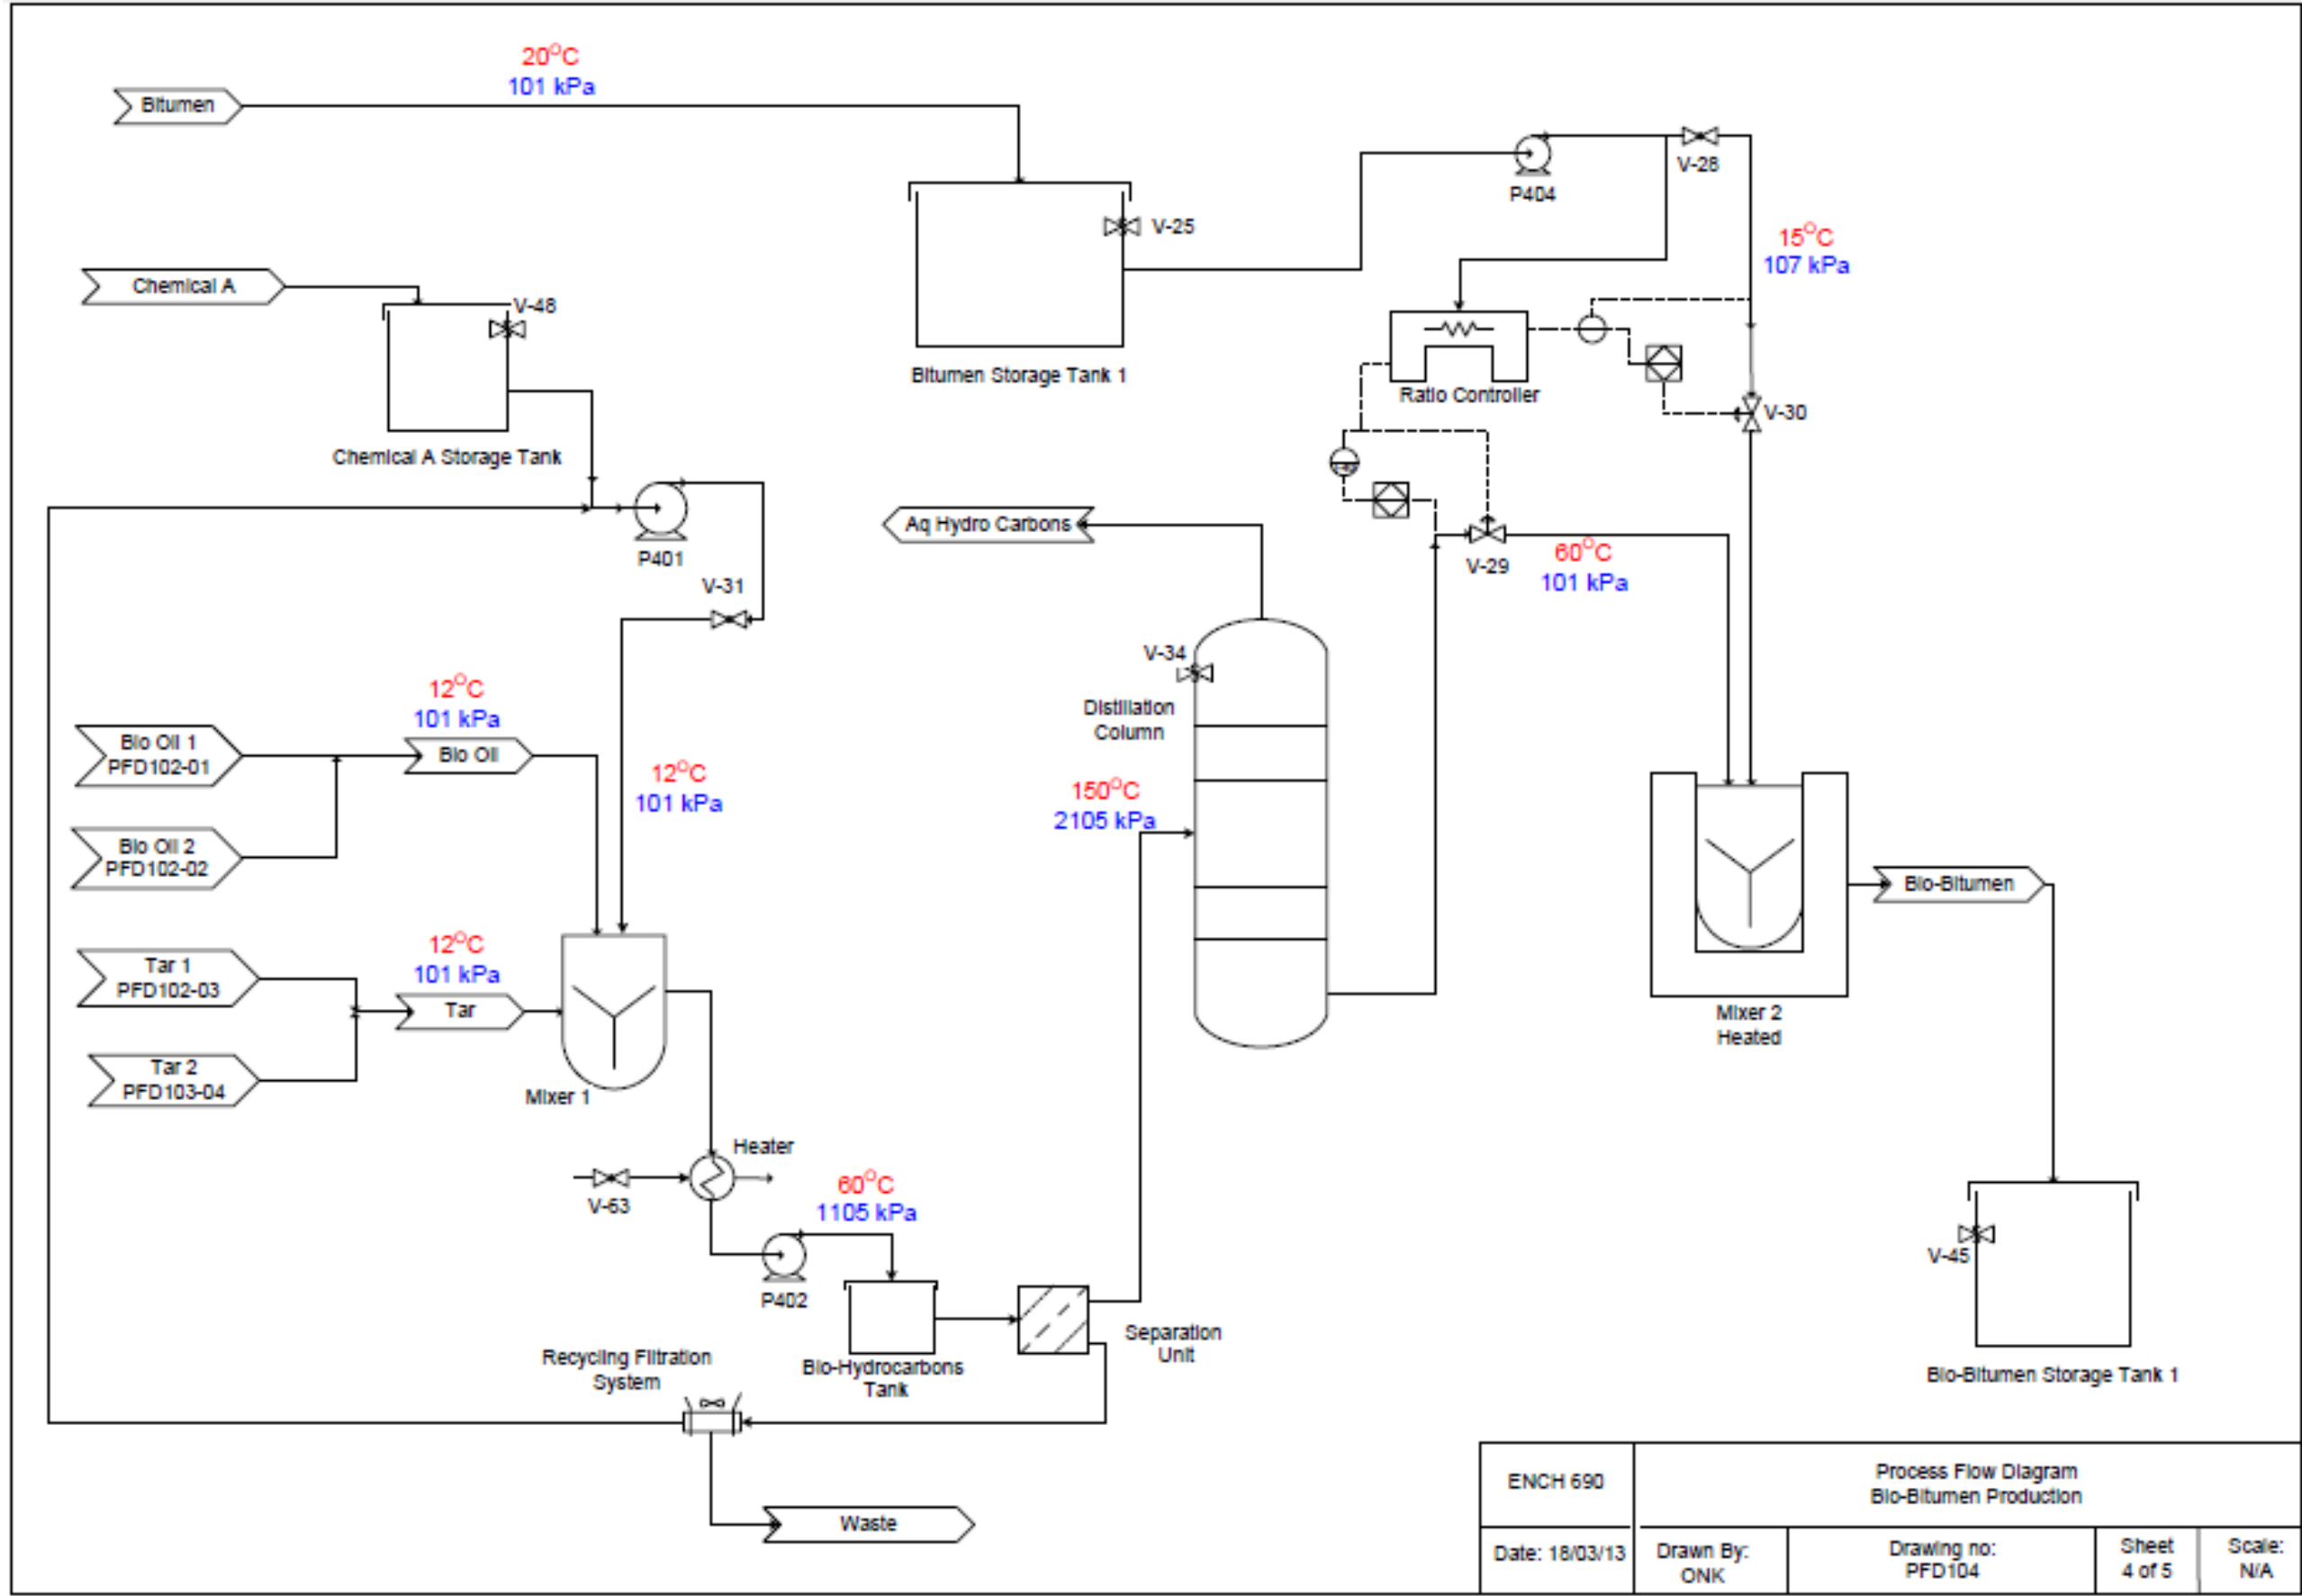 20°C
101 kPa
Bitumen
V-28
P404
V-25
15°C
107 kPa
Chemical A
V-48
Bitumen Storage Tank 1
Ratio Controller
V-30
Chemical A Storage Tank
Aq Hydro Carbons
P401
V-29
60°C
101 kPa
V-31
V-34
Distillation
Column
12°C
101 kPa
Bio Oil 1
PFD102-01
Bio Oil
12°C
101 kPa
150°C
2105 kPa
Bio Oil 2
PFD102-02
Bio-Bitumen
12°C
101 kPa
Tar 1
PFD102-03
Tar
Mixer 2
Heated
Tar 2
PFD103-04
Mixer 1
Heater
V-63
60°C
1105 kPa
V-45
P402
Separation
Unit
Recycling Filtration
System
Bio-Hydrocarbons
Tank
Bio-Bitumen Storage Tank 1
Waste
ENCH 690
Process Flow Diagram
Bio-Bitumen Production
Date: 18/03/13
Drawn By:
ONK
Drawing no:
PFD104
Sheet
4 of 5
Scale:
N/A